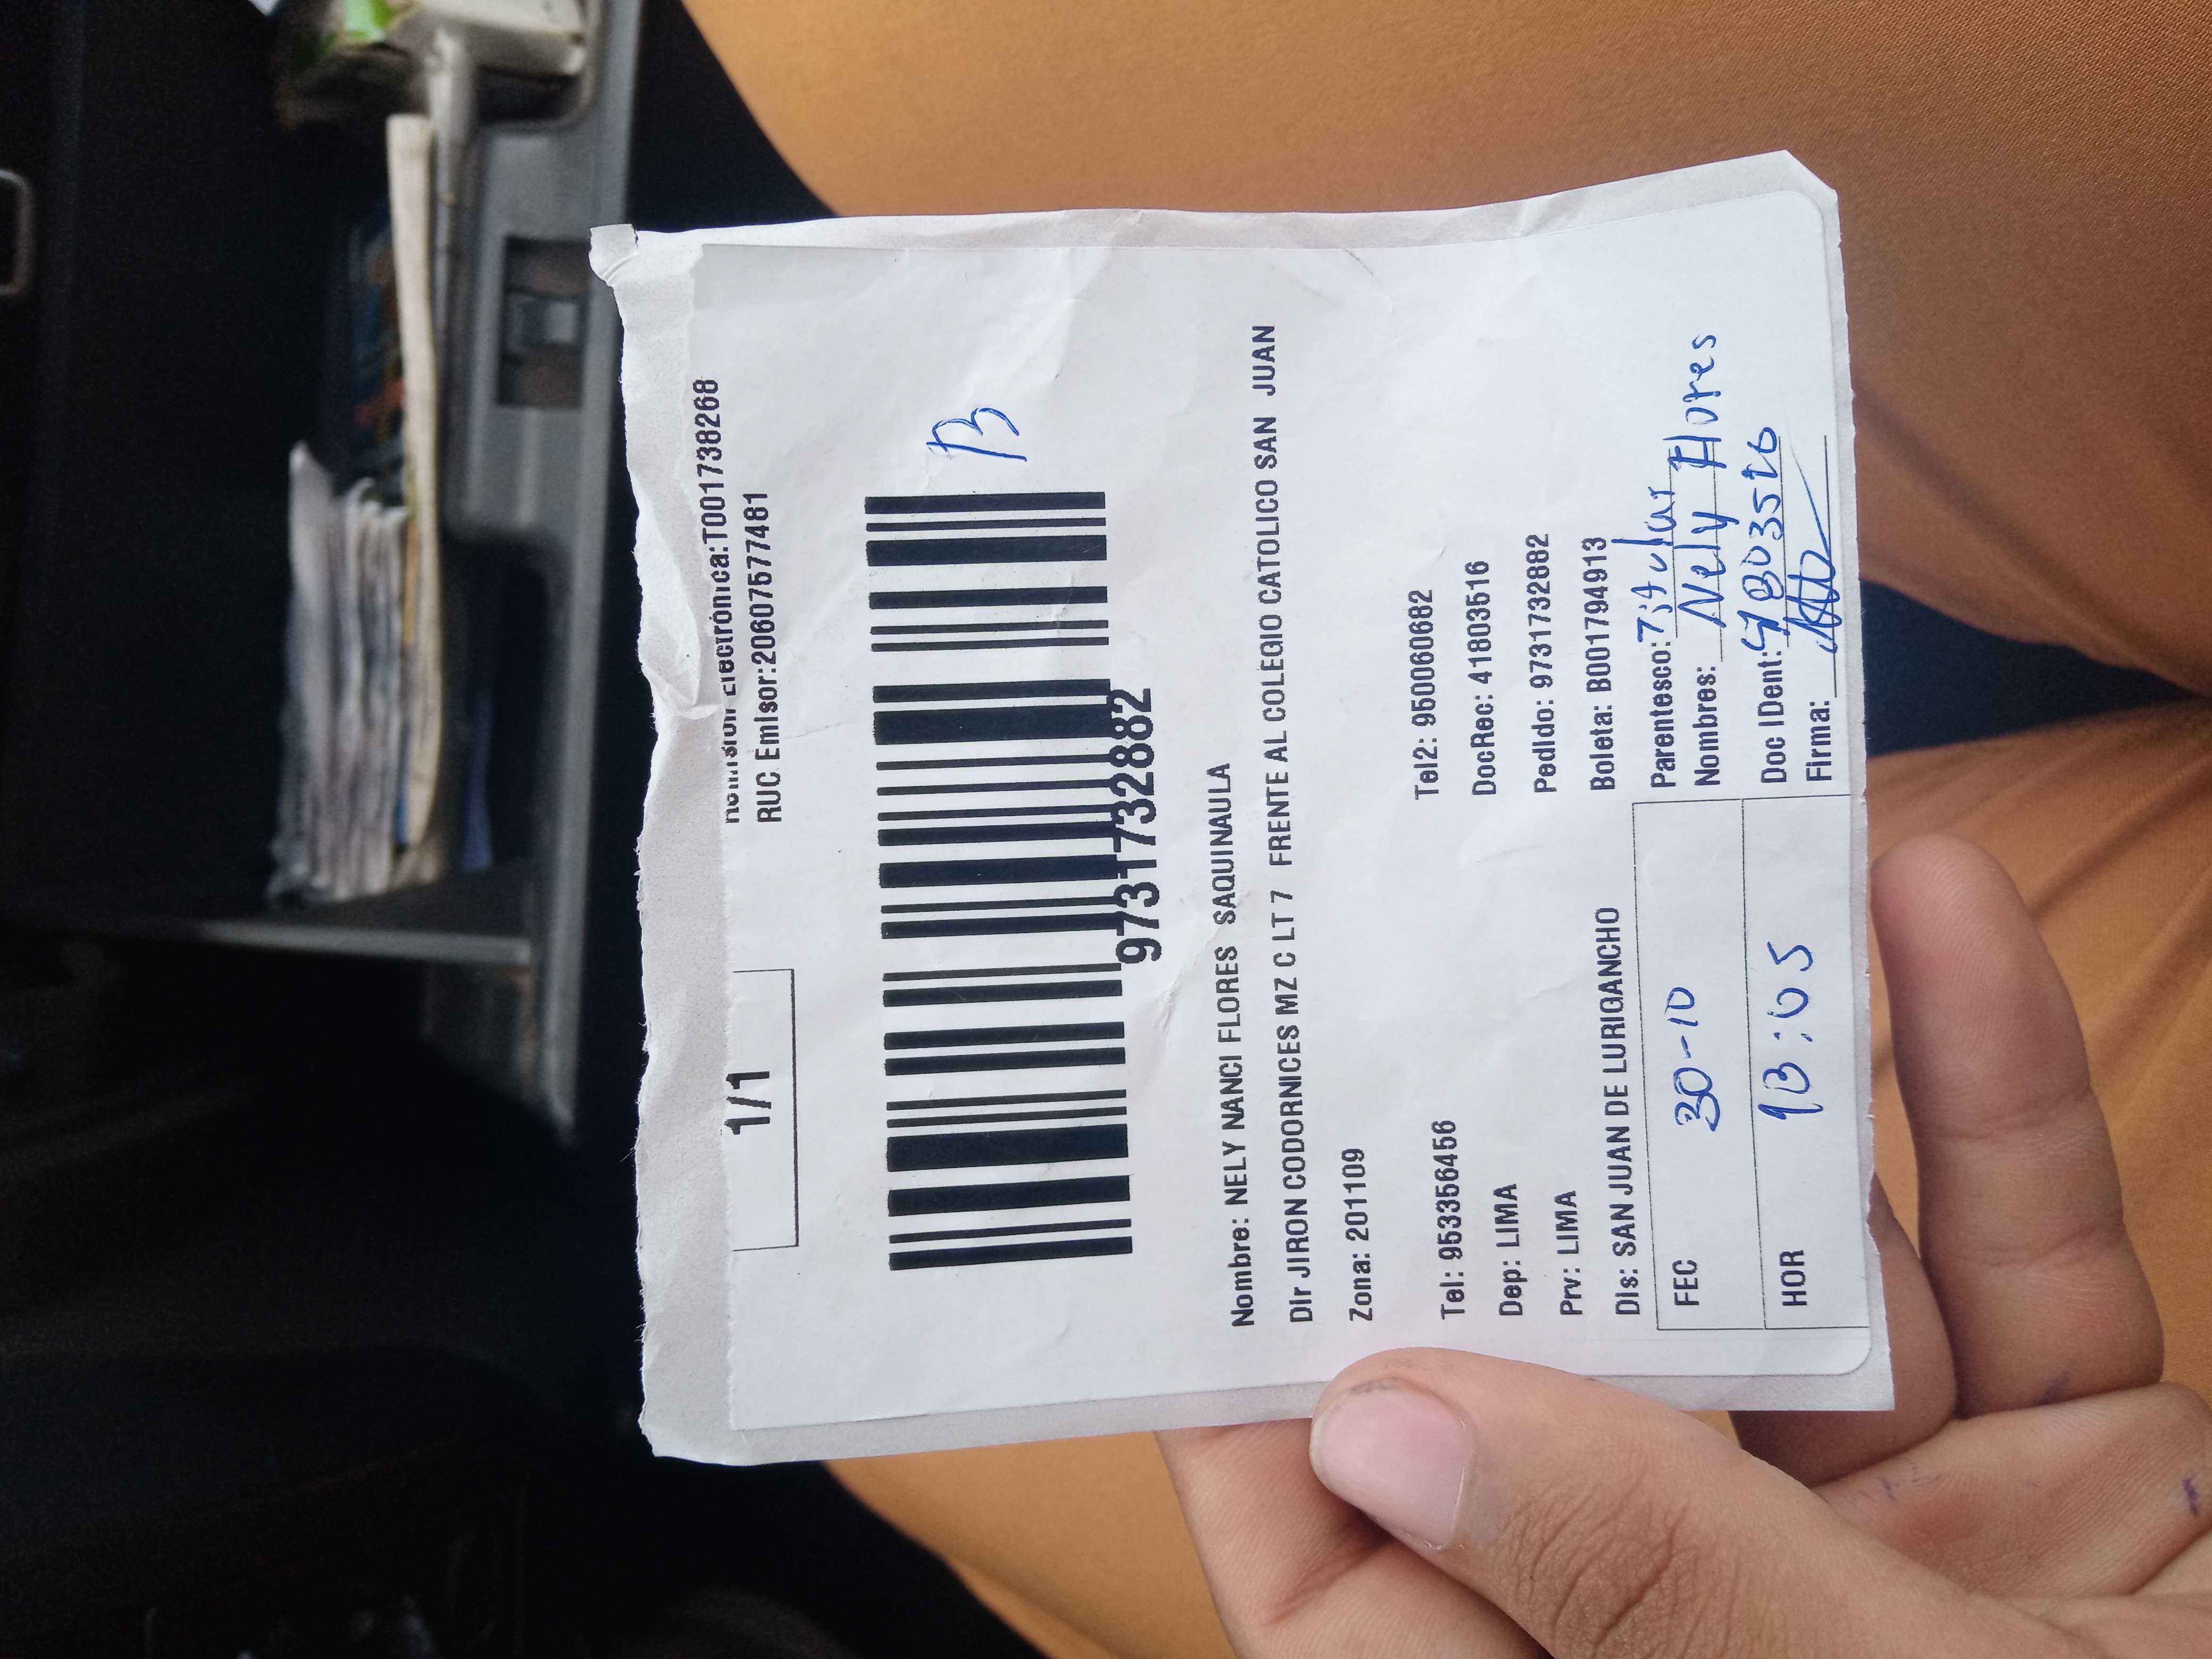 Electrónica:T001738268
1/1 RUC Emisor:20607577481
B
9731732882
Nombre: NELY NANCI FLORES SAQUINAULA
Dir JIRON CODORNICES MZ C LT 7 FRENTE AL COLEGIO CATOLICO SAN JUAN
Zona: 201109
Tel: 953356456 Tel2: 950060682
Dep: LIMA DocRec: 41803516
Prv: LIMA Pedido: 9731732882
Dis: SAN JUAN DE LURIGANCHO Boleta: B001794913
FEC 30-10 Parentesco: Titular
Nombres: Nely Flores
HOR 13:05 Doc IDent:
Firma: